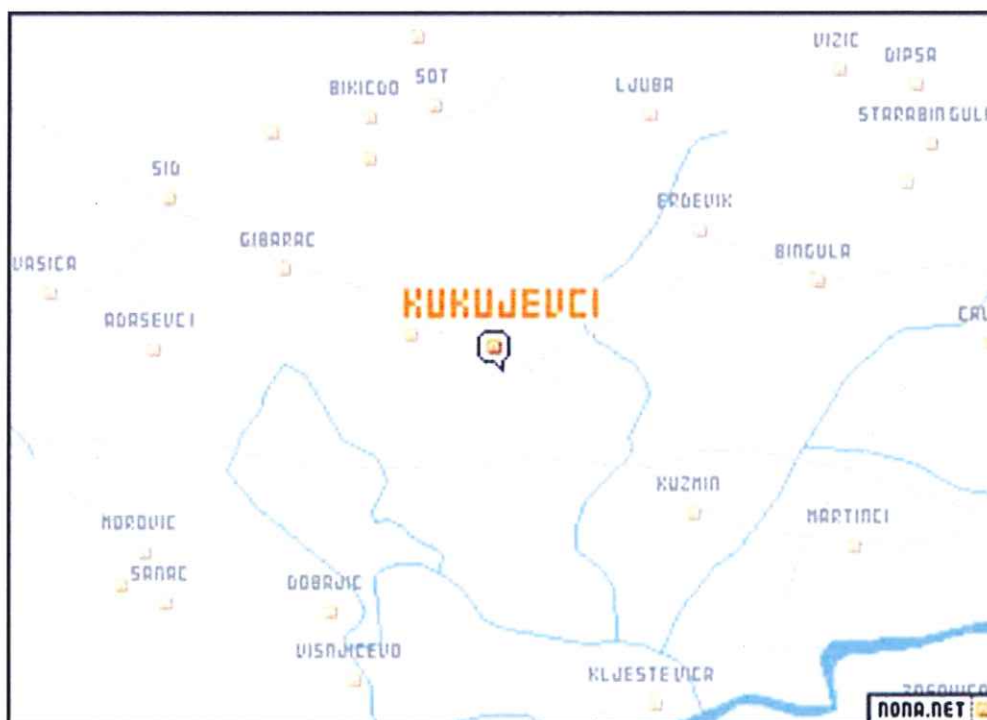 VIZIC
DIPSA
SOT
BIKICDO
LJUBA
STARABINGUL
SID
ERDEVIK
GIBARAC
BINGULA
VASICA
KUKUJEVCI
ADASEVCI
KUZMIN
MARTINCI
MOROVIC
SANAC
DOBAJIC
VISNJICEVO
KLJESTEVICA
NONA.NET